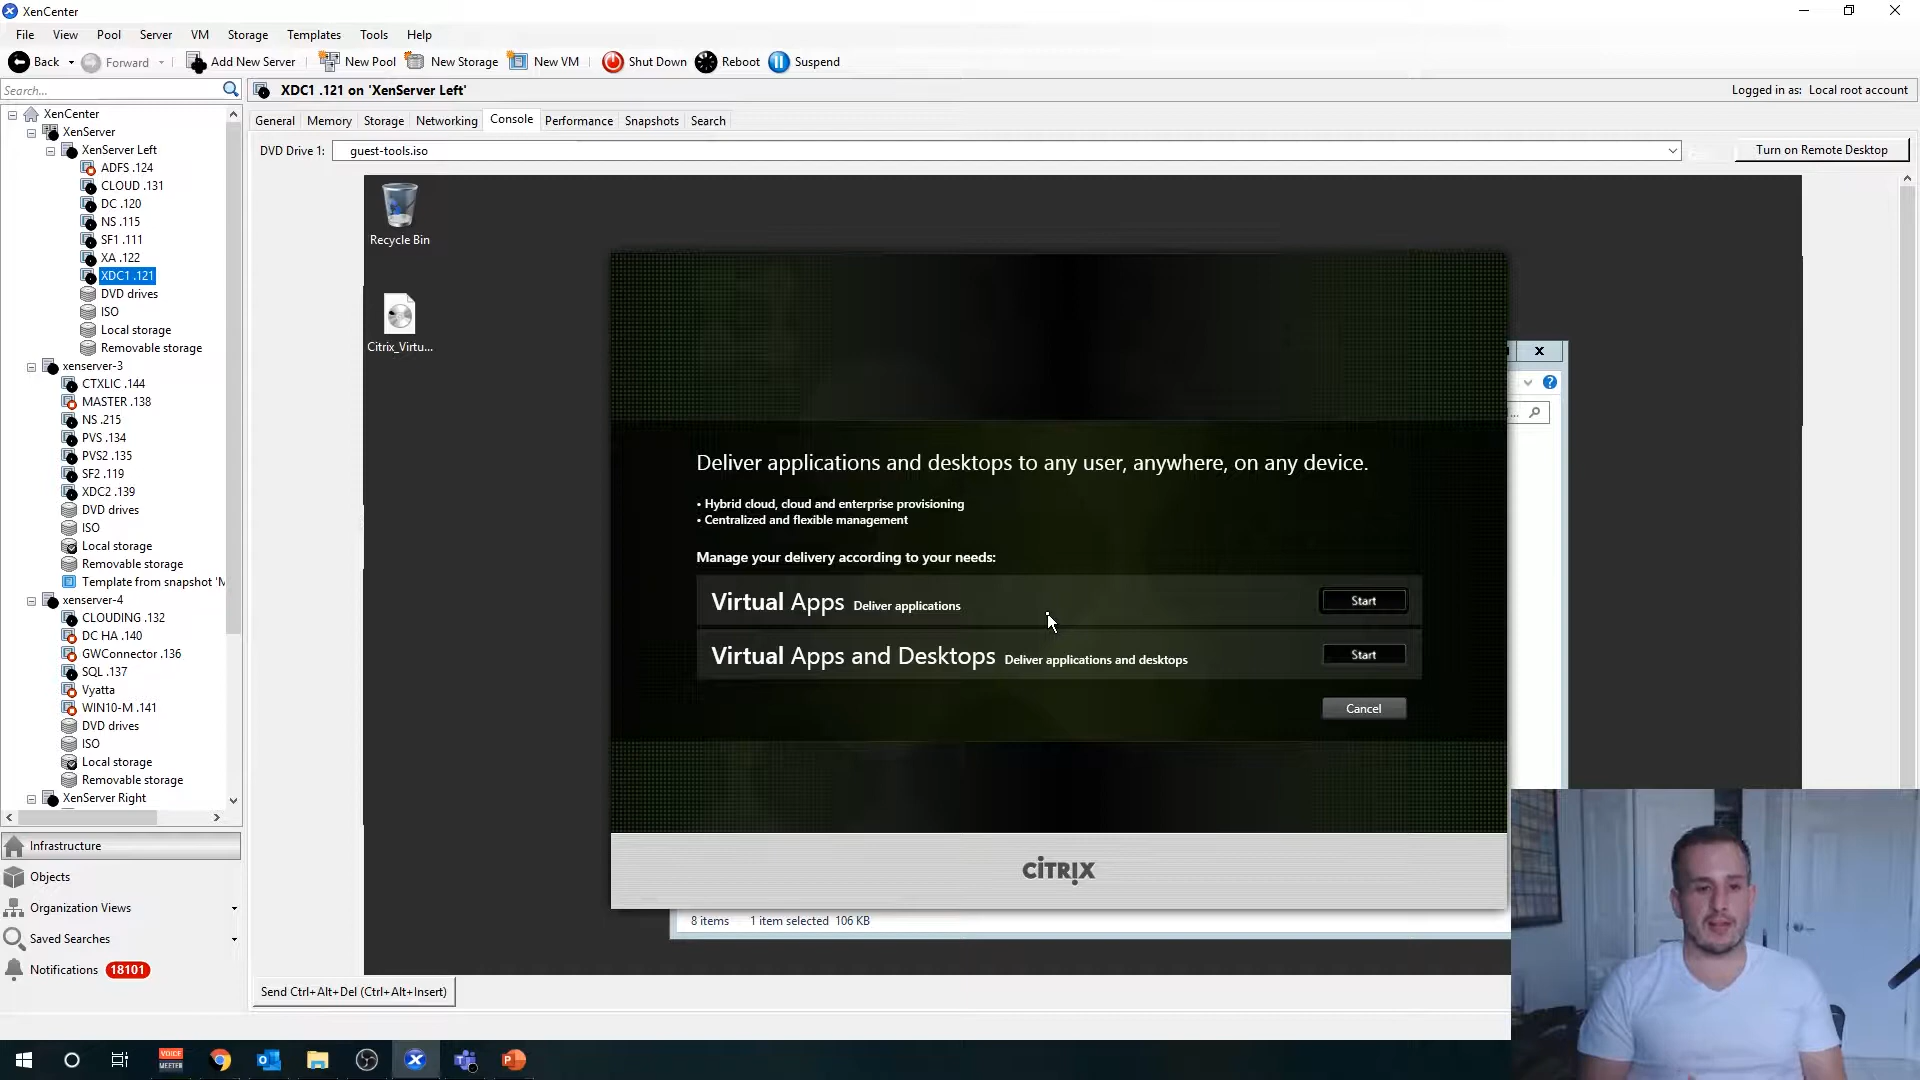 XenCenter
File View Pool Server VM Storage Templates Tools Help
Back Forward Add New Server New Pool New Storage New VM Shut Down Reboot Suspend
Search...
XDC1 .121 on 'XenServer Left'
Logged in as: Local root account
General Memory Storage Networking Console Performance Snapshots Search
DVD Drive 1: guest-tools.iso
Turn on Remote Desktop
XenCenter
XenServer
XenServer Left
ADFS .124
CLOUD .131
DC .120
NS .115
SF1 .111
XA .122
XDC1 .121
DVD drives
ISO
Local storage
Removable storage
xenserver-3
CTXLIC .144
MASTER .138
NS .215
PVS .134
PVS2 .135
SF2 .119
XDC2 .139
DVD drives
ISO
Local storage
Removable storage
Template from snapshot 'M
xenserver-4
CLOUDING .132
DC HA .140
GWConnector .136
SQL .137
Vyatta
WIN10-M .141
DVD drives
ISO
Local storage
Removable storage
XenServer Right
Infrastructure
Objects
Organization Views
Saved Searches
Notifications 18101
Recycle Bin
Citrix_Virtu...
Deliver applications and desktops to any user, anywhere, on any device.
• Hybrid cloud, cloud and enterprise provisioning
• Centralized and flexible management
Manage your delivery according to your needs:
Virtual Apps Deliver applications Start
Virtual Apps and Desktops Deliver applications and desktops Start
Cancel
CİTRIX
8 items 1 item selected 106 KB
Send Ctrl+Alt+Del (Ctrl+Alt+Insert)
VOICE
MEETER